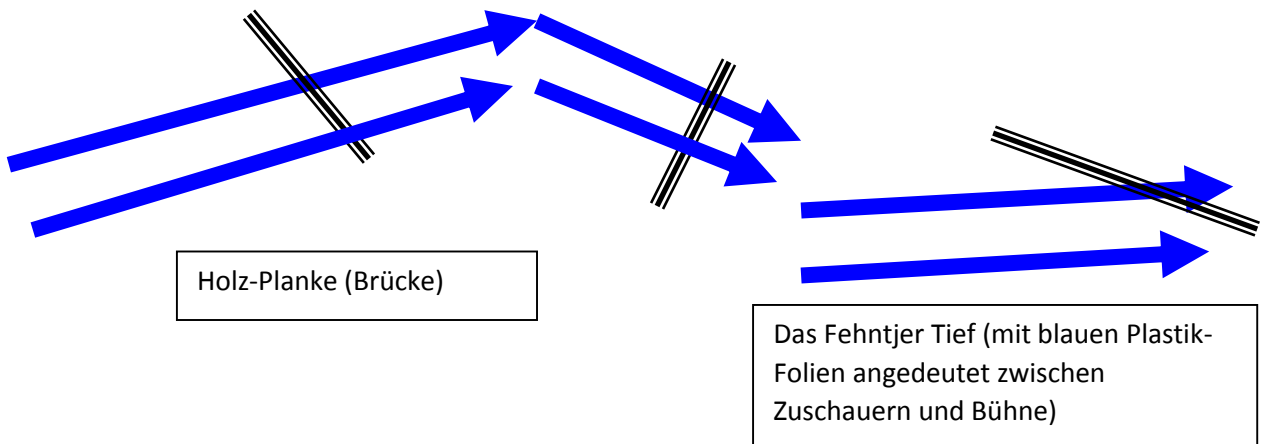 Holz-Planke (Brücke)
Das Fehntjer Tief (mit blauen Plastik-
Folien angedeutet zwischen
Zuschauern und Bühne)